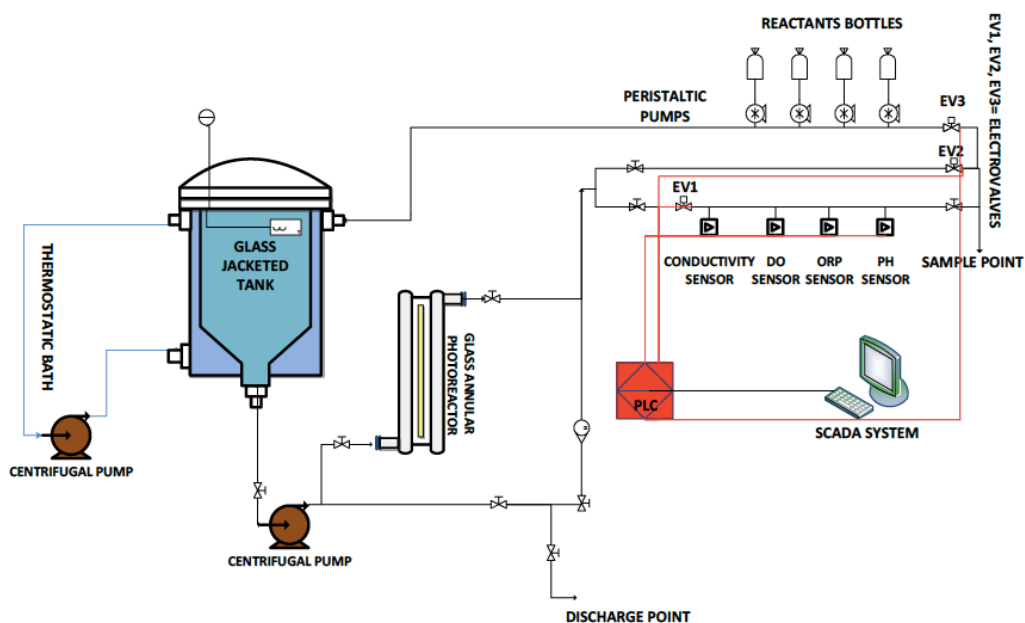 REACTANTS BOTTLES
EV1, EV2, EV3= ELECTROVALVES
PERISTALTIC
PUMPS
EV3
EV2
EV1
GLASS
JACKETED
TANK
THERMOSTATIC BATH
CONDUCTIVITY
SENSOR
DO
SENSOR
ORP
SENSOR
PH
SENSOR
SAMPLE POINT
GLASS ANNULAR
PHOTOREACTOR
PLC
SCADA SYSTEM
CENTRIFUGAL PUMP
CENTRIFUGAL PUMP
DISCHARGE POINT